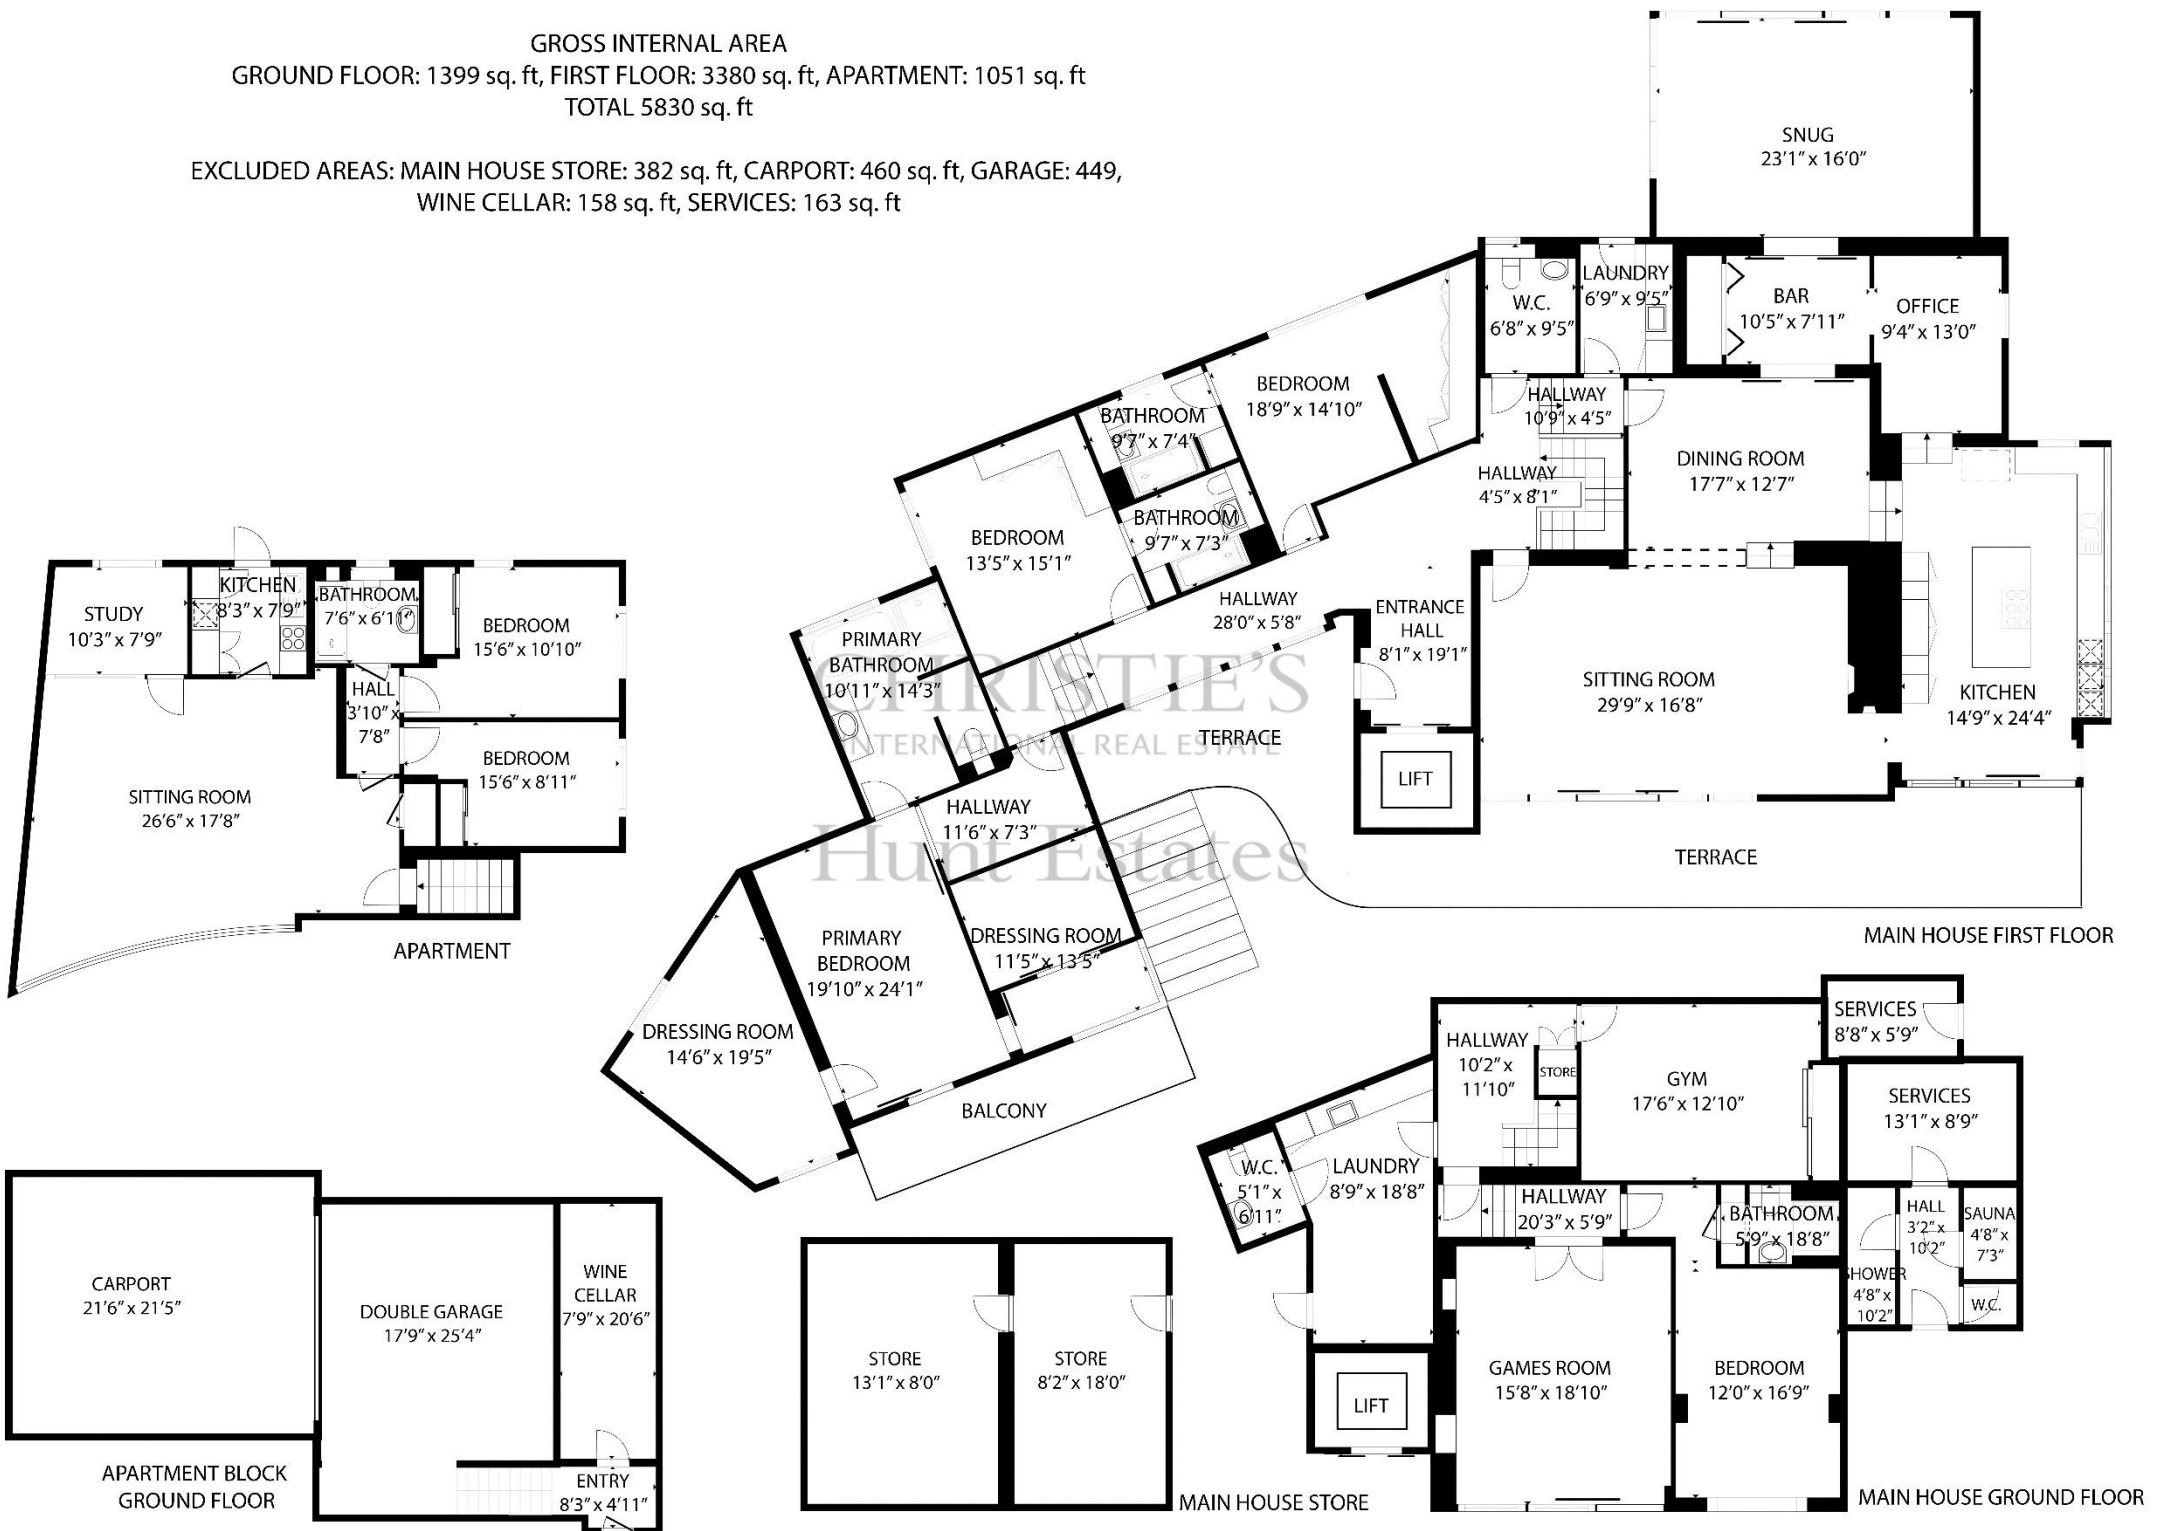 GROSS INTERNAL AREA
GROUND FLOOR: 1399 sq. ft, FIRST FLOOR: 3380 sq. ft, APARTMENT: 1051 sq. ft
TOTAL 5830 sq. ft
EXCLUDED AREAS: MAIN HOUSE STORE: 382 sq. ft, CARPORT: 460 sq. ft, GARAGE: 449,
WINE CELLAR: 158 sq. ft, SERVICES: 163 sq. ft
SNUG
23'1" x 16'0"
W.C.
6'8" x 9'5"
LAUNDRY
6'9" x 9'5"
BAR
10'5" x 7'11"
OFFICE
9'4" x 13'0"
BEDROOM
18'9" x 14'10"
BATHROOM
9'7" x 7'4"
HALLWAY
10'9" x 4'5"
HALLWAY
4'5" x 8'1"
DINING ROOM
17'7" x 12'7"
BEDROOM
13'5" x 15'1"
BATHROOM
9'7" x 7'3"
HALLWAY
28'0" x 5'8"
ENTRANCE
HALL
8'1" x 19'1"
SITTING ROOM
29'9" x 16'8"
KITCHEN
14'9" x 24'4"
PRIMARY
BATHROOM
10'11" x 14'3"
TERRACE
LIFT
HALLWAY
11'6" x 7'3"
TERRACE
DRESSING ROOM
11'5" x 13'5"
PRIMARY
BEDROOM
19'10" x 24'1"
DRESSING ROOM
14'6" x 19'5"
BALCONY
MAIN HOUSE FIRST FLOOR
CHRISTIE'S
INTERNATIONAL REAL ESTATE
Hunt Estates
STUDY
10'3" x 7'9"
KITCHEN
8'3" x 7'9"
BATHROOM
7'6" x 6'11"
BEDROOM
15'6" x 10'10"
HALL
3'10" x
7'8"
BEDROOM
15'6" x 8'11"
SITTING ROOM
26'6" x 17'8"
APARTMENT
CARPORT
21'6" x 21'5"
DOUBLE GARAGE
17'9" x 25'4"
WINE
CELLAR
7'9" x 20'6"
ENTRY
8'3" x 4'11"
APARTMENT BLOCK
GROUND FLOOR
STORE
13'1" x 8'0"
STORE
8'2" x 18'0"
MAIN HOUSE STORE
HALLWAY
10'2" x
11'10"
STORE
GYM
17'6" x 12'10"
SERVICES
8'8" x 5'9"
SERVICES
13'1" x 8'9"
W.C.
5'1" x
6'11"
LAUNDRY
8'9" x 18'8"
HALLWAY
20'3" x 5'9"
BATHROOM
5'9" x 18'8"
HALL
3'2" x
10'2"
SAUNA
4'8" x
7'3"
SHOWER
4'8" x
10'2"
W.C.
GAMES ROOM
15'8" x 18'10"
BEDROOM
12'0" x 16'9"
LIFT
MAIN HOUSE GROUND FLOOR